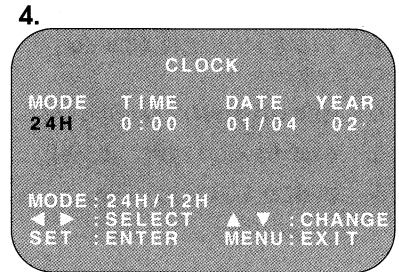 4.
CLOCK
MODE TIME DATE YEAR
24H 0:00 01/04 02
MODE:24H/12H
◀ ▶ :SELECT ▲ ▼ :CHANGE
SET :ENTER MENU:EXIT